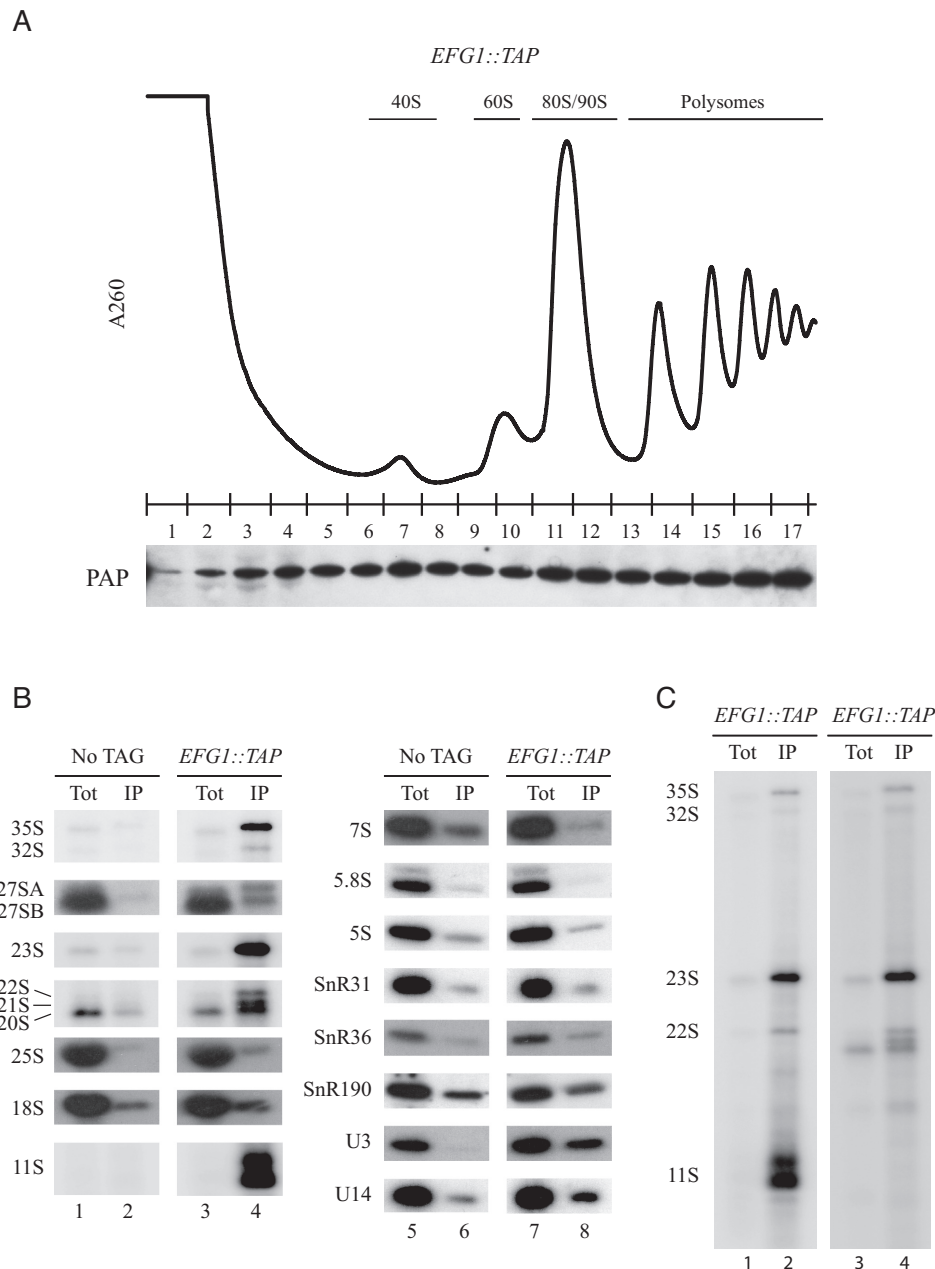 A
EFG1::TAP
40S 60S 80S/90S Polysomes
A260
1 2 3 4 5 6 7 8 9 10 11 12 13 14 15 16 17
PAP
B
No TAG EFG1::TAP
Tot IP Tot IP
35S
32S
27SA
27SB
23S
22S
21S
20S
25S
18S
11S
1 2 3 4
No TAG EFG1::TAP
Tot IP Tot IP
7S
5.8S
5S
SnR31
SnR36
SnR190
U3
U14
5 6 7 8
C
EFG1::TAP EFG1::TAP
Tot IP Tot IP
35S
32S
23S
22S
11S
1 2 3 4